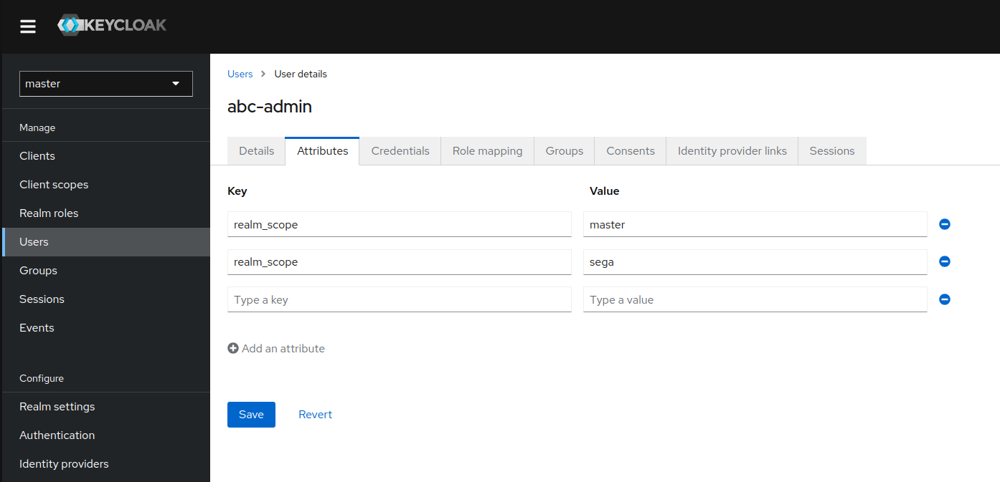 KEYCLOAK
master
Manage
Clients
Client scopes
Realm roles
Users
Groups
Sessions
Events
Configure
Realm settings
Authentication
Identity providers
Users > User details
abc-admin
Details Attributes Credentials Role mapping Groups Consents Identity provider links Sessions
Key Value
realm_scope master
realm_scope sega
Type a key Type a value
Add an attribute
Save Revert